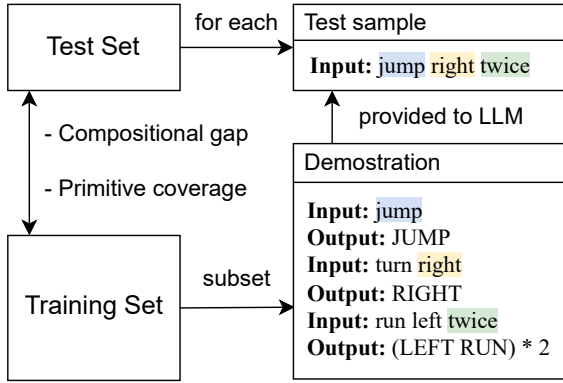 Test Set
for each
Test sample
Input: jump right twice
- Compositional gap
- Primitive coverage
provided to LLM
Training Set
subset
Demostration
Input: jump
Output: JUMP
Input: turn right
Output: RIGHT
Input: run left twice
Output: (LEFT RUN) * 2